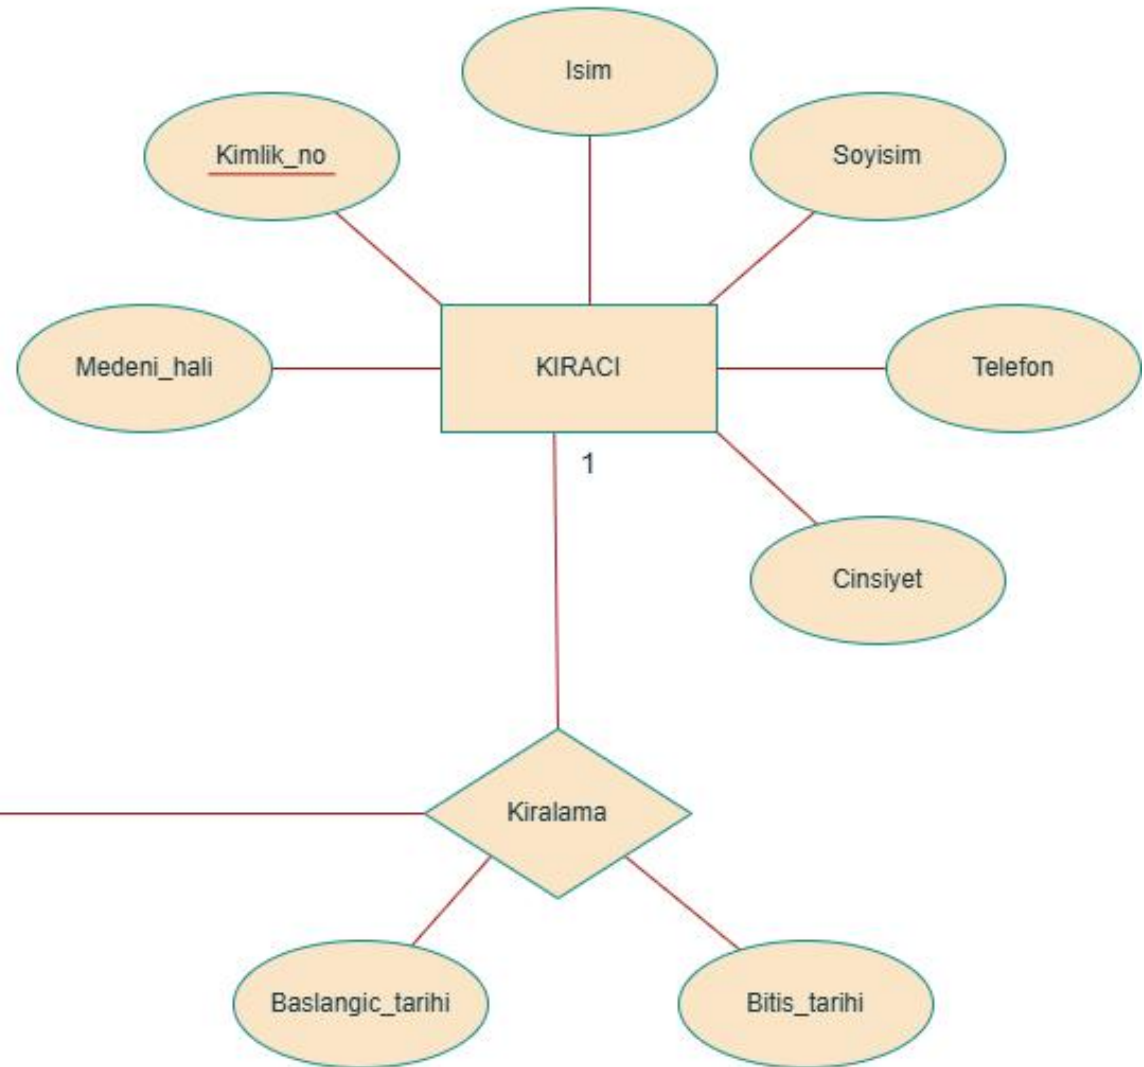 Isim
Kimlik_no
Soyisim
Medeni_hali
KIRACI
Telefon
1
Cinsiyet
Kiralama
Baslangic_tarihi
Bitis_tarihi